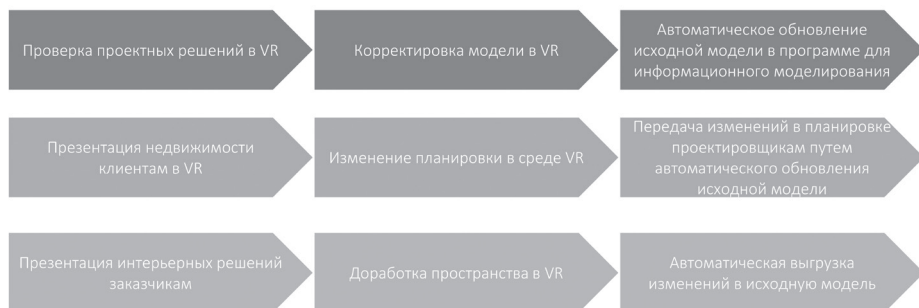 Проверка проектных решений в VR
Корректировка модели в VR
Автоматическое обновление
исходной модели в программе для
информационного моделирования
Презентация недвижимости
клиентам в VR
Изменение планировки в среде VR
Передача изменений в планировке
проектировщикам путем
автоматического обновления
исходной модели
Презентация интерьерных решений
заказчикам
Доработка пространства в VR
Автоматическая выгрузка
изменений в исходную модель